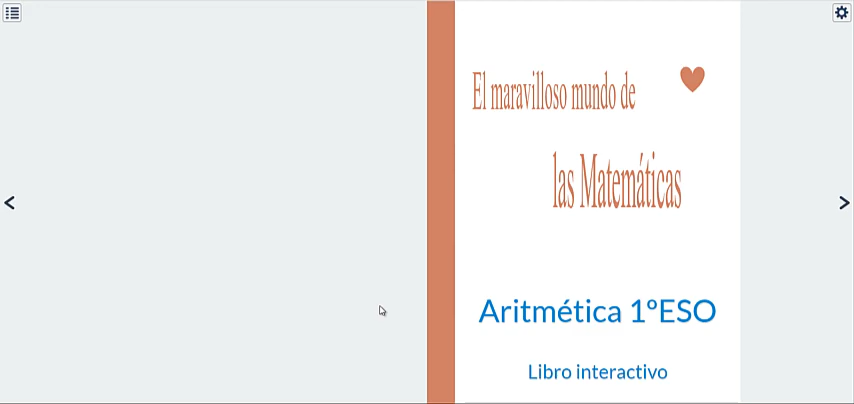 El maravilloso mundo de
las Matemáticas
Aritmética 1ºESO
Libro interactivo